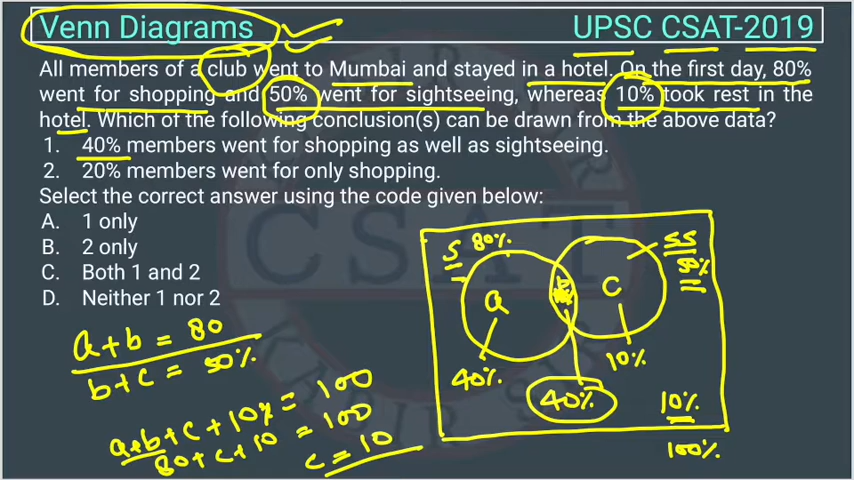 Venn Diagrams UPSC CSAT-2019
All members of a club went to Mumbai and stayed in a hotel. On the first day, 80%
went for shopping and 50% went for sightseeing, whereas 10% took rest in the
hotel. Which of the following conclusion(s) can be drawn from the above data?
1. 40% members went for shopping as well as sightseeing.
2. 20% members went for only shopping.
Select the correct answer using the code given below:
A. 1 only
B. 2 only
C. Both 1 and 2
D. Neither 1 nor 2
S 80%
SS
50%
a
C
40%
10%
40%
10%
100%
a+b = 80
b+c = 50%
a+b+c+10% = 100
80+c+10 = 100
c = 10
CSAT
KABIR